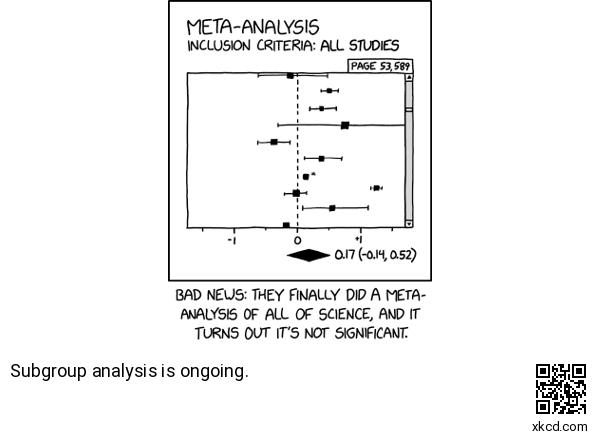 META-ANALYSIS
INCLUSION CRITERIA: ALL STUDIES
PAGE 53,589
-1 0 +1
0.17 (-0.14, 0.52)
BAD NEWS: THEY FINALLY DID A META-
ANALYSIS OF ALL OF SCIENCE, AND IT
TURNS OUT IT'S NOT SIGNIFICANT.
Subgroup analysis is ongoing.
xkcd.com